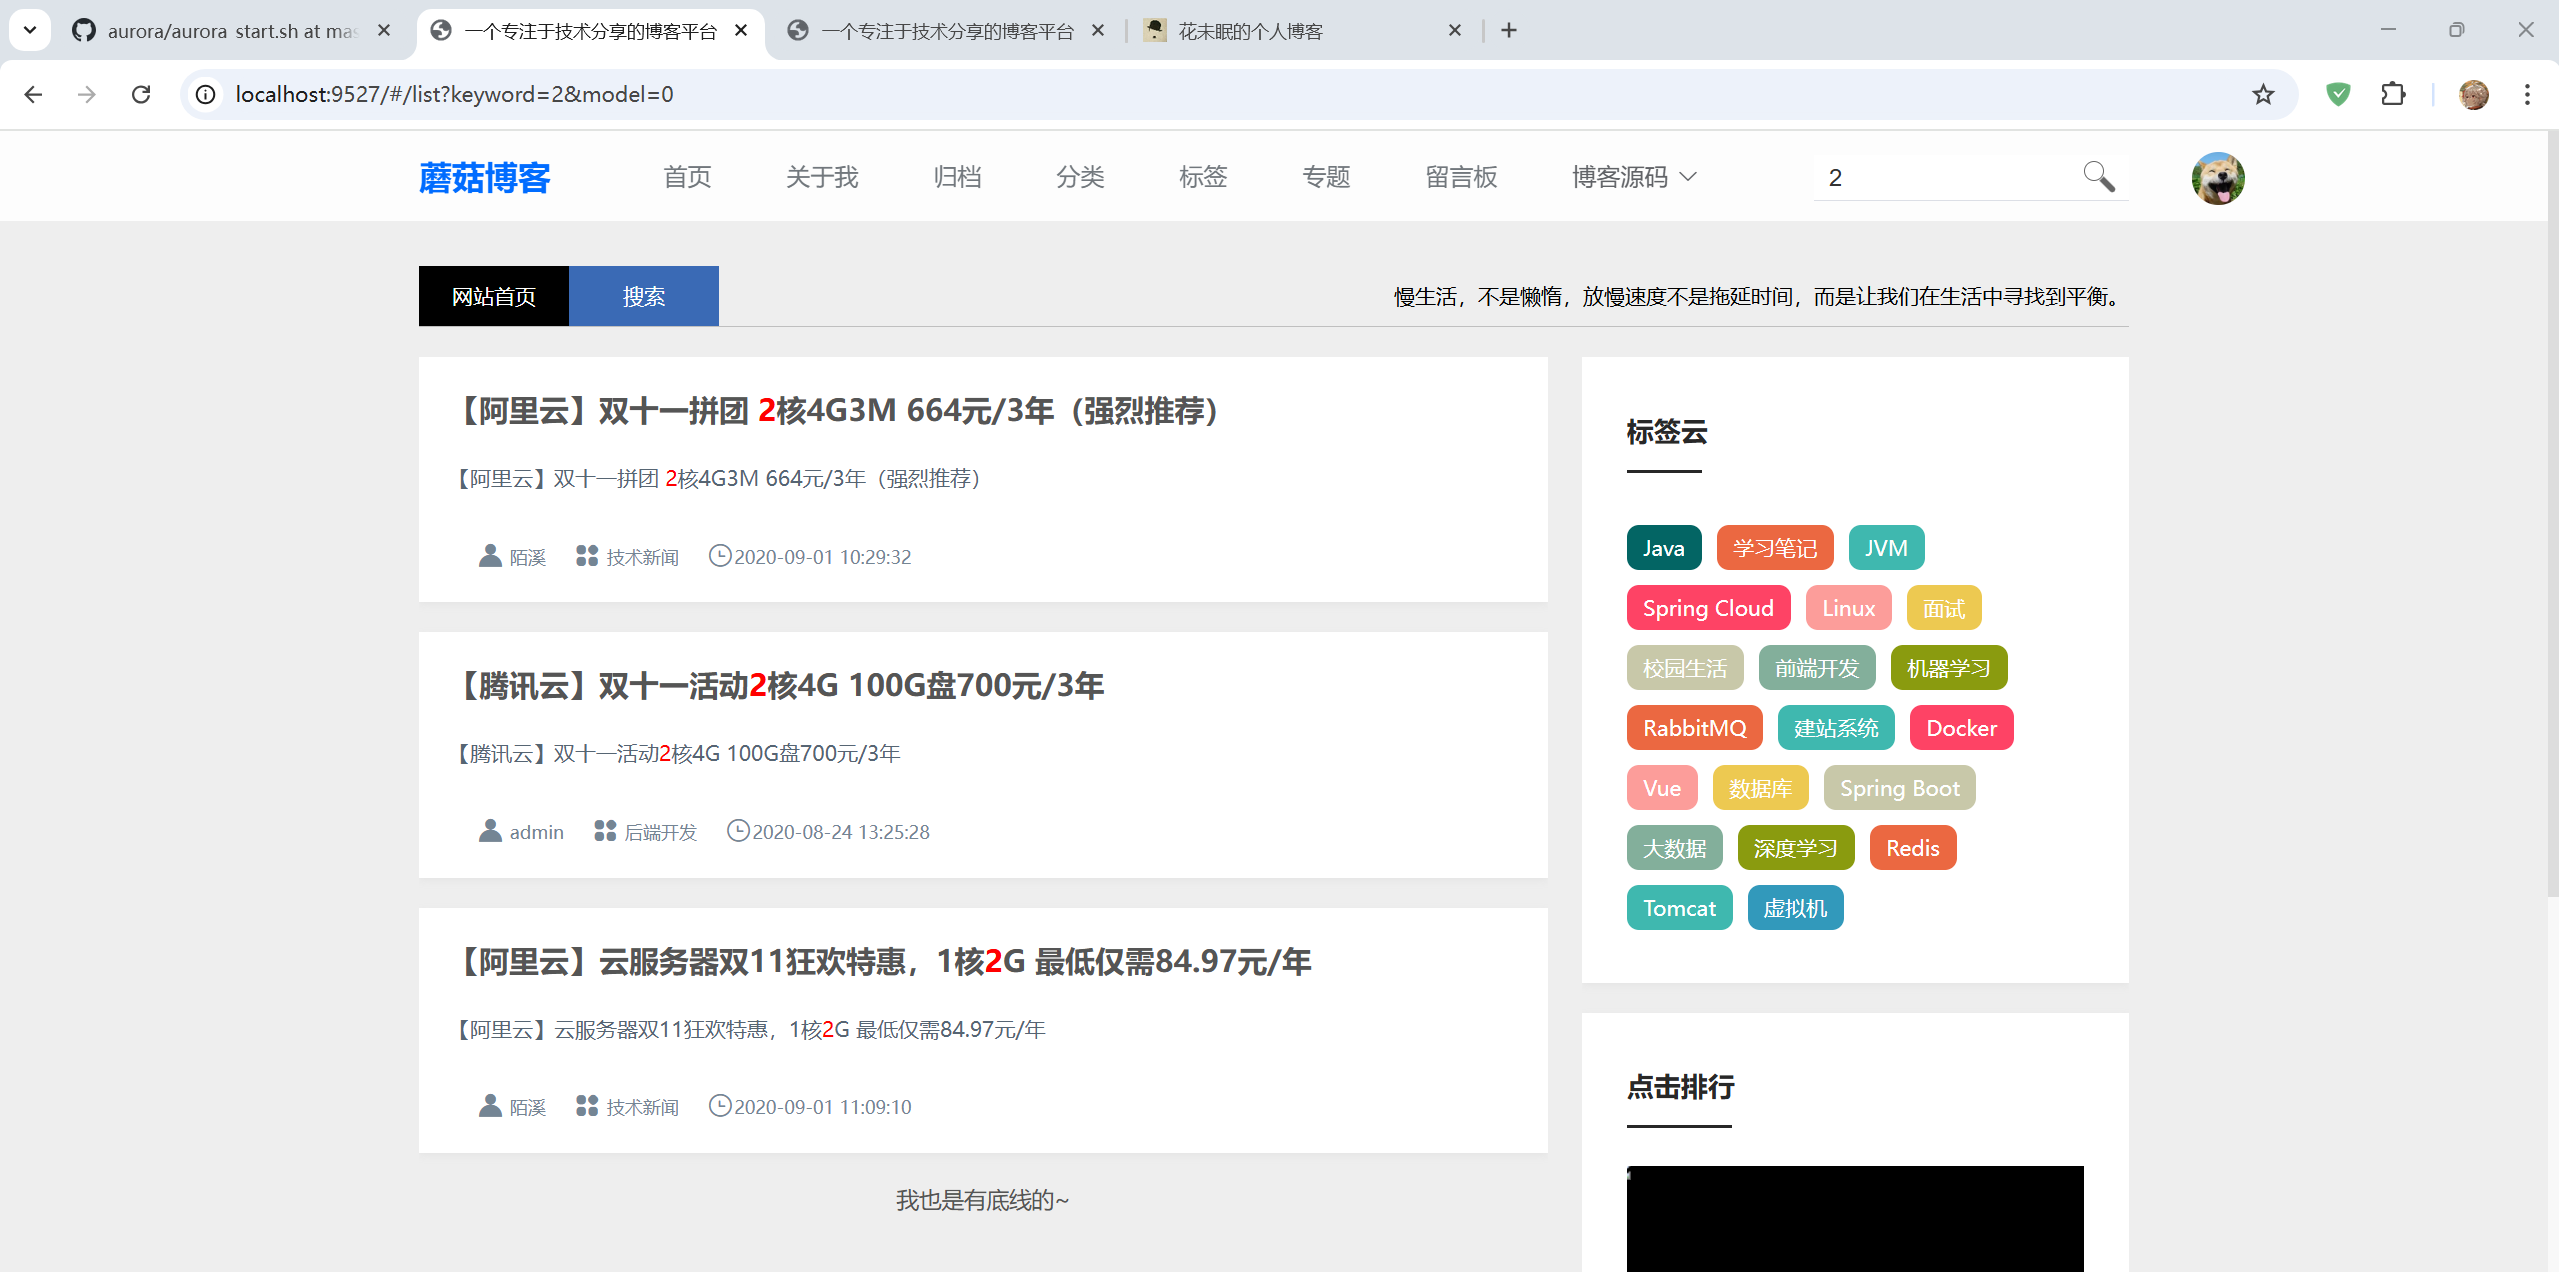 aurora/aurora_start.sh at mas
一个专注于技术分享的博客平台
一个专注于技术分享的博客平台
花未眠的个人博客
localhost:9527/#/list?keyword=2&model=0
蘑菇博客 首页 关于我 归档 分类 标签 专题 留言板 博客源码 2
网站首页 搜索 慢生活，不是懒惰，放慢速度不是拖延时间，而是让我们在生活中寻找到平衡。
【阿里云】双十一拼团 2核4G3M 664元/3年（强烈推荐）
【阿里云】双十一拼团 2核4G3M 664元/3年（强烈推荐）
陌溪 技术新闻 2020-09-01 10:29:32
【腾讯云】双十一活动2核4G 100G盘700元/3年
【腾讯云】双十一活动2核4G 100G盘700元/3年
admin 后端开发 2020-08-24 13:25:28
【阿里云】云服务器双11狂欢特惠，1核2G 最低仅需84.97元/年
【阿里云】云服务器双11狂欢特惠，1核2G 最低仅需84.97元/年
陌溪 技术新闻 2020-09-01 11:09:10
我也是有底线的~
标签云
Java 学习笔记 JVM
Spring Cloud Linux 面试
校园生活 前端开发 机器学习
RabbitMQ 建站系统 Docker
Vue 数据库 Spring Boot
大数据 深度学习 Redis
Tomcat 虚拟机
点击排行